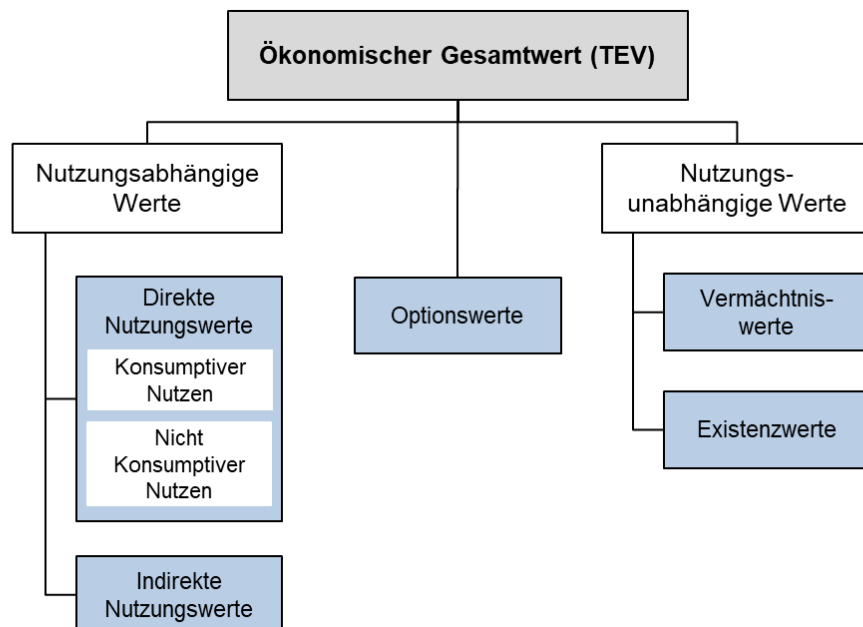 Ökonomischer Gesamtwert (TEV)
Nutzungsabhängige
Werte
Direkte
Nutzungswerte
Konsumptiver
Nutzen
Nicht
Konsumptiver
Nutzen
Indirekte
Nutzungswerte
Optionswerte
Nutzungs-
unabhängige Werte
Vermächtnis-
werte
Existenzwerte